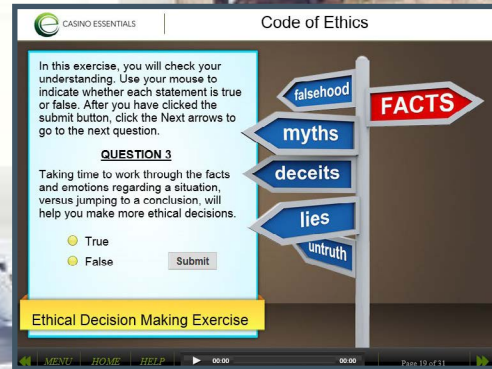 CASINO ESSENTIALS
Code of Ethics
In this exercise, you will check your
understanding. Use your mouse to
indicate whether each statement is true
or false. After you have clicked the
submit button, click the Next arrows to
go to the next question.
QUESTION 3
Taking time to work through the facts
and emotions regarding a situation,
versus jumping to a conclusion, will
help you make more ethical decisions.
True
False
Submit
Ethical Decision Making Exercise
falsehood
FACTS
myths
deceits
lies
untruth
MENU HOME HELP 00:00 00:00 Page 19 of 31